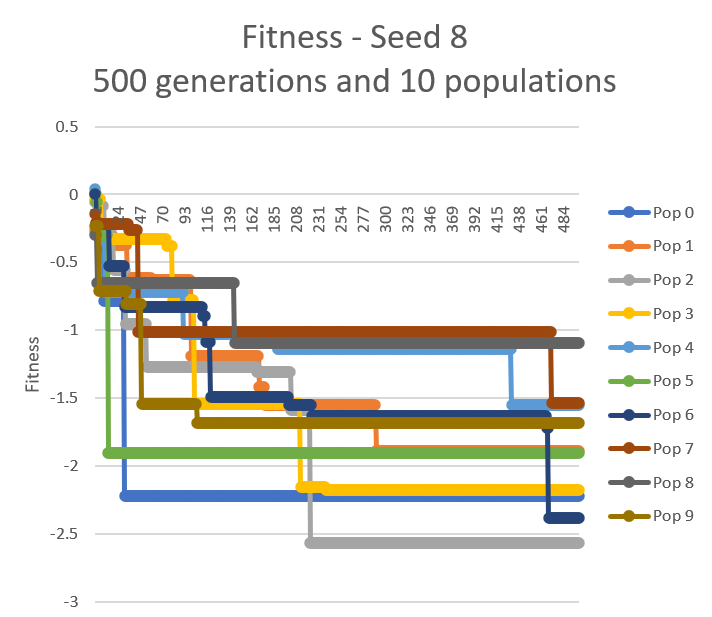 Fitness - Seed 8
500 generations and 10 populations
0.5
0
-0.5
-1
-1.5
-2
-2.5
-3
Fitness
24 47 70 93 116 139 162 185 208 231 254 277 300 323 346 369 392 415 438 461 484
Pop 0
Pop 1
Pop 2
Pop 3
Pop 4
Pop 5
Pop 6
Pop 7
Pop 8
Pop 9